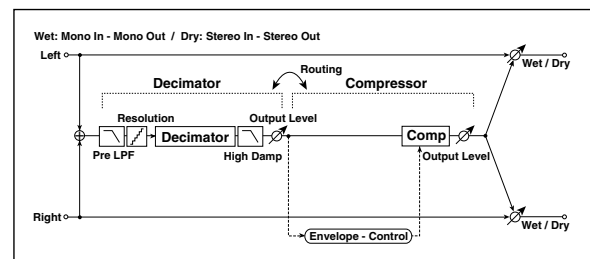 Wet: Mono In - Mono Out / Dry: Stereo In - Stereo Out
Left
Wet / Dry
Routing
Decimator
Compressor
Resolution
Output Level
Decimator
Comp
Pre LPF
High Damp
Output Level
Right
Wet / Dry
Envelope - Control